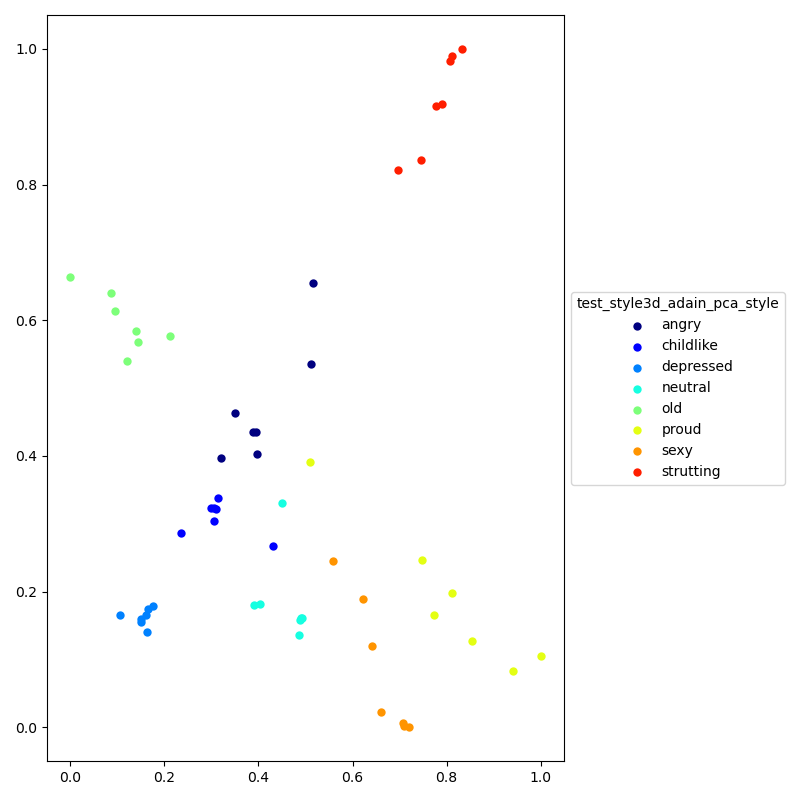 1.0
0.8
0.6
0.4
0.2
0.0
0.0 0.2 0.4 0.6 0.8 1.0
test_style3d_adain_pca_style
angry
childlike
depressed
neutral
old
proud
sexy
strutting